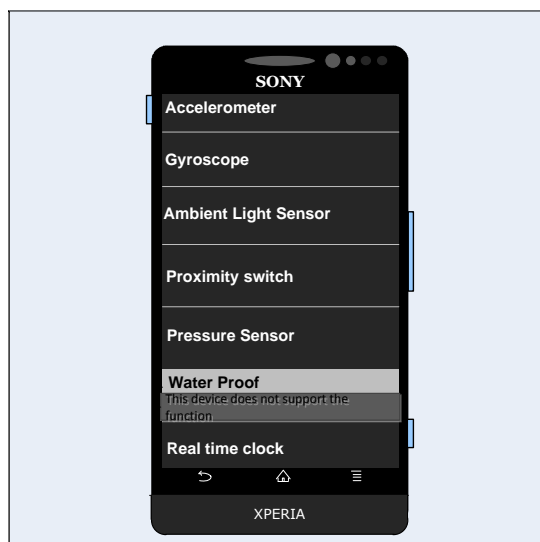 SONY
Accelerometer
Gyroscope
Ambient Light Sensor
Proximity switch
Pressure Sensor
Water Proof
This device does not support the
function
Real time clock
XPERIA